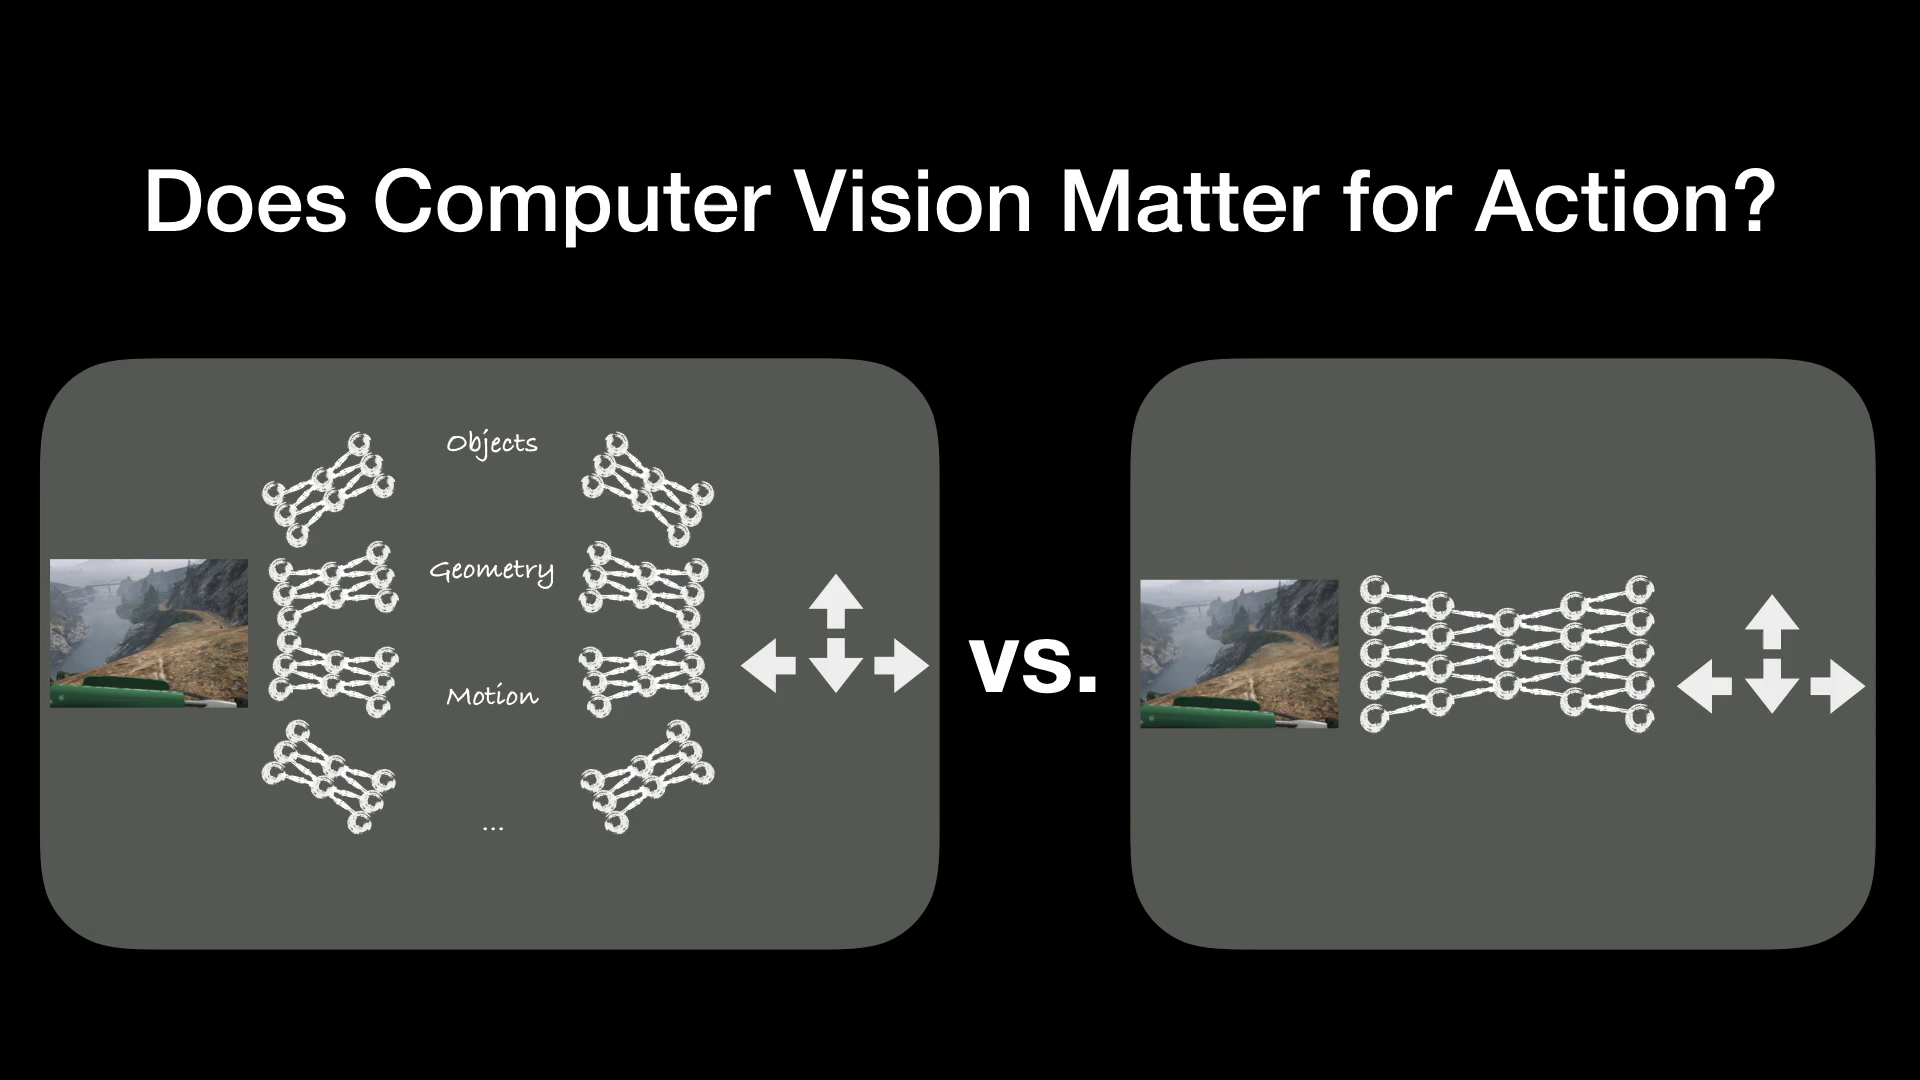 Does Computer Vision Matter for Action?
Objects
Geometry
Motion
...
vs.